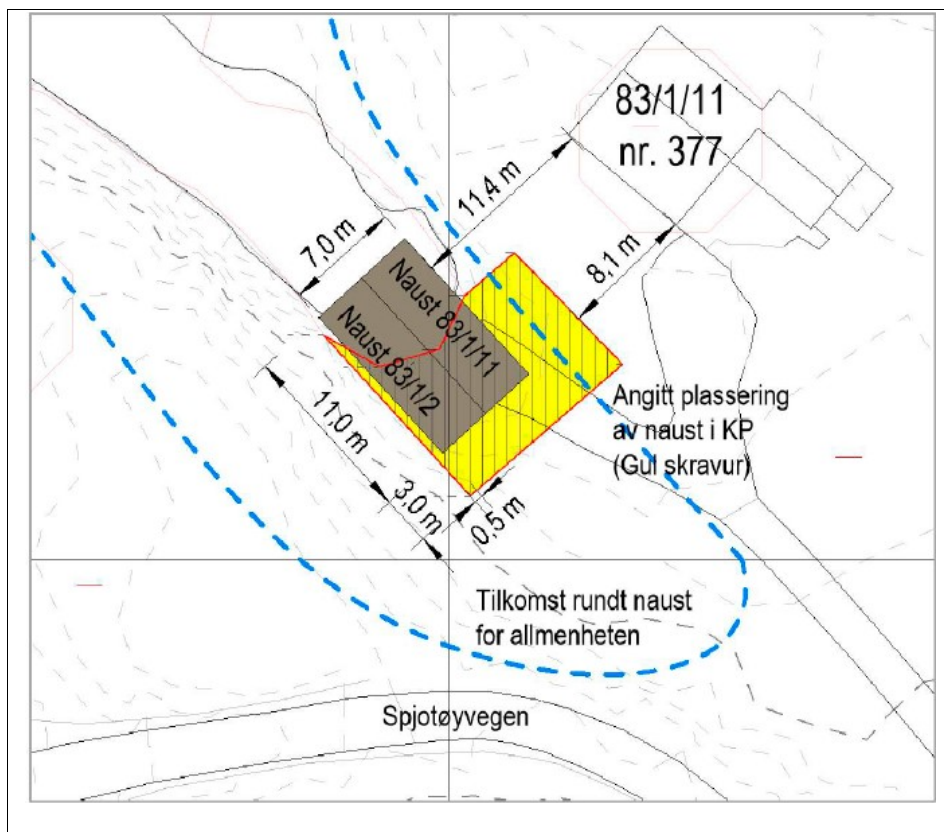 83/1/11
nr. 377
11,4 m
7,0 m
8,1 m
Naust 83/1/11
Naust 83/1/2
11,0 m
3,0 m
0,5 m
Angitt plassering
av naust i KP
(Gul skravur)
Tilkomst rundt naust
for allmenheten
Spjotøyvegen